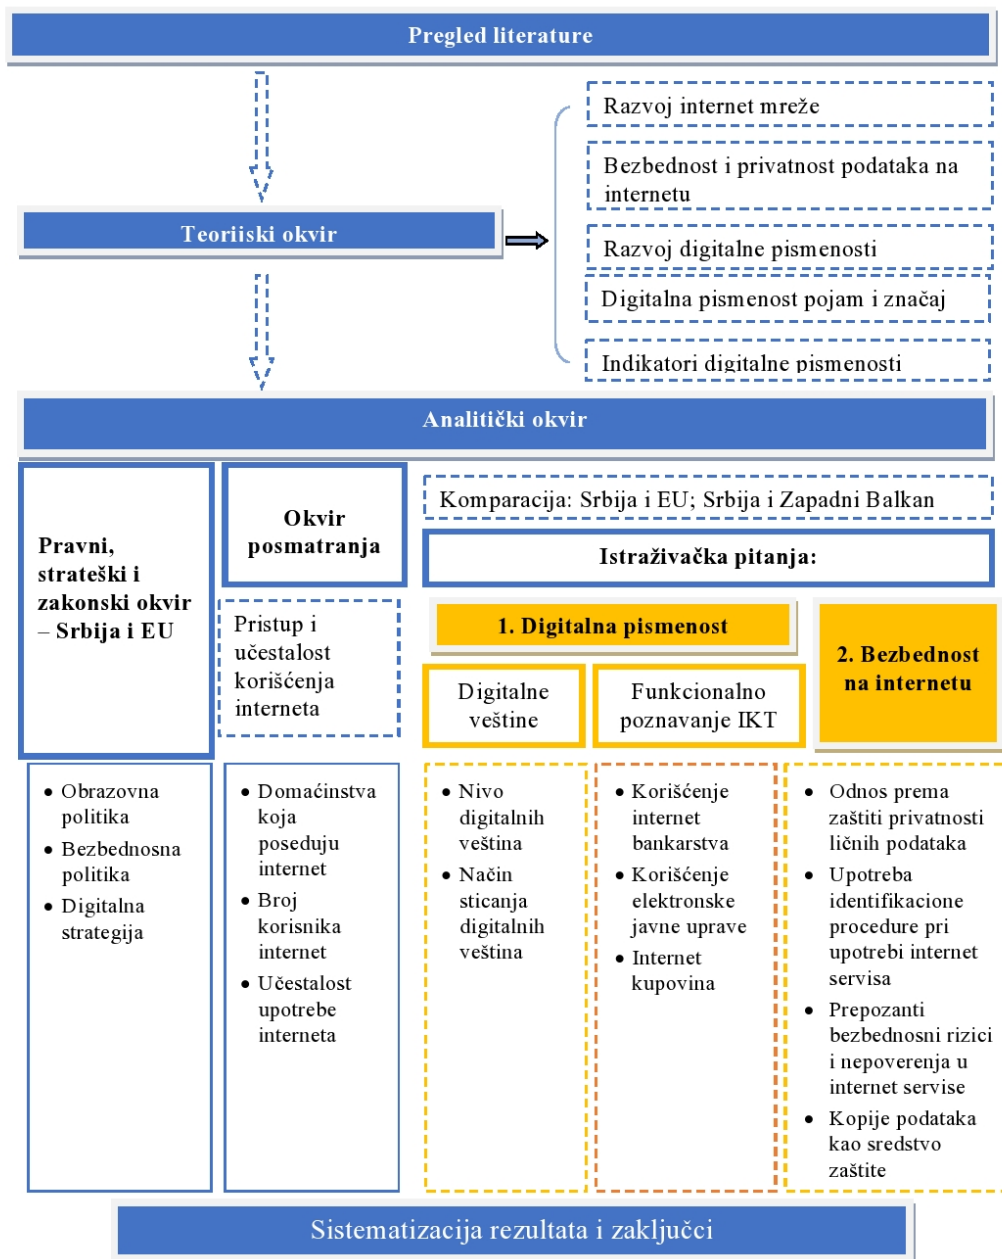 Pregled literature
Razvoj internet mreže
Bezbednost i privatnost podataka na
internetu
Teoriiski okvir
Razvoj digitalne pismenosti
Digitalna pismenost pojam i značaj
Indikatori digitalne pismenosti
Analitički okvir
Pravni,
strateški i
zakonski okvir
– Srbija i EU
Okvir
posmatranja
Pristup i
učestalost
korišćenja
interneta
Komparacija: Srbija i EU; Srbija i Zapadni Balkan
Istraživačka pitanja:
1. Digitalna pismenost
Digitalne
veštine
Funkcionalno
poznavanje IKT
2. Bezbednost
na internetu
• Obrazovna
politika
• Bezbednosna
politika
• Digitalna
strategija
• Domaćinstva
koja
poseduju
internet
• Broj
korisnika
internet
• Učestalost
upotrebe
interneta
• Nivo
digitalnih
veština
• Način
sticanja
digitalnih
veština
• Korišćenje
internet
bankarstva
• Korišćenje
elektronske
javne uprave
• Internet
kupovina
• Odnos prema
zaštiti privatnosti
ličnih podataka
• Upotreba
identifikacione
procedure pri
upotrebi internet
servisa
• Prepozanti
bezbednosni rizici
i nepoverenja u
internet servise
• Kopije podataka
kao sredstvo
zaštite
Sistematizacija rezultata i zaključci